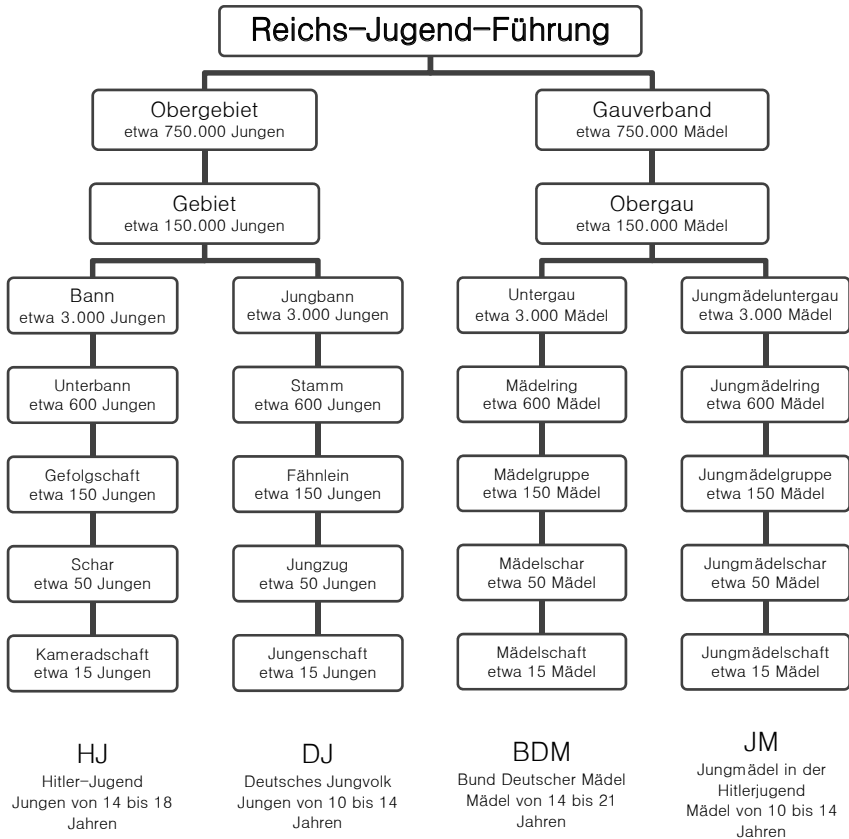 Reichs-Jugend-Führung
Obergebiet
etwa 750.000 Jungen
Gauverband
etwa 750.000 Mädel
Gebiet
etwa 150.000 Jungen
Obergau
etwa 150.000 Mädel
Bann
etwa 3.000 Jungen
Jungbann
etwa 3.000 Jungen
Untergau
etwa 3.000 Mädel
Jungmädeluntergau
etwa 3.000 Mädel
Unterbann
etwa 600 Jungen
Stamm
etwa 600 Jungen
Mädelring
etwa 600 Mädel
Jungmädelring
etwa 600 Mädel
Gefolgschaft
etwa 150 Jungen
Fähnlein
etwa 150 Jungen
Mädelgruppe
etwa 150 Mädel
Jungmädelgruppe
etwa 150 Mädel
Schar
etwa 50 Jungen
Jungzug
etwa 50 Jungen
Mädelschar
etwa 50 Mädel
Jungmädelschar
etwa 50 Mädel
Kameradschaft
etwa 15 Jungen
Jungenschaft
etwa 15 Jungen
Mädelschaft
etwa 15 Mädel
Jungmädelschaft
etwa 15 Mädel
HJ
Hitler-Jugend
Jungen von 14 bis 18
Jahren
DJ
Deutsches Jungvolk
Jungen von 10 bis 14
Jahren
BDM
Bund Deutscher Mädel
Mädel von 14 bis 21
Jahren
JM
Jungmädel in der
Hitlerjugend
Mädel von 10 bis 14
Jahren